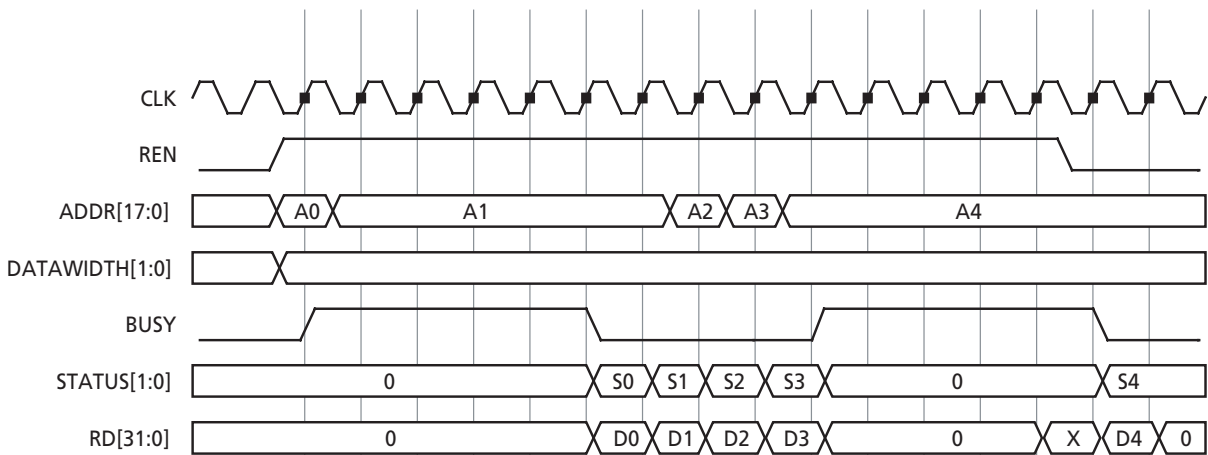 CLK
REN
ADDR[17:0] A0 A1 A2 A3 A4
DATAWIDTH[1:0]
BUSY
STATUS[1:0] 0 S0 S1 S2 S3 0 S4
RD[31:0] 0 D0 D1 D2 D3 0 X D4 0